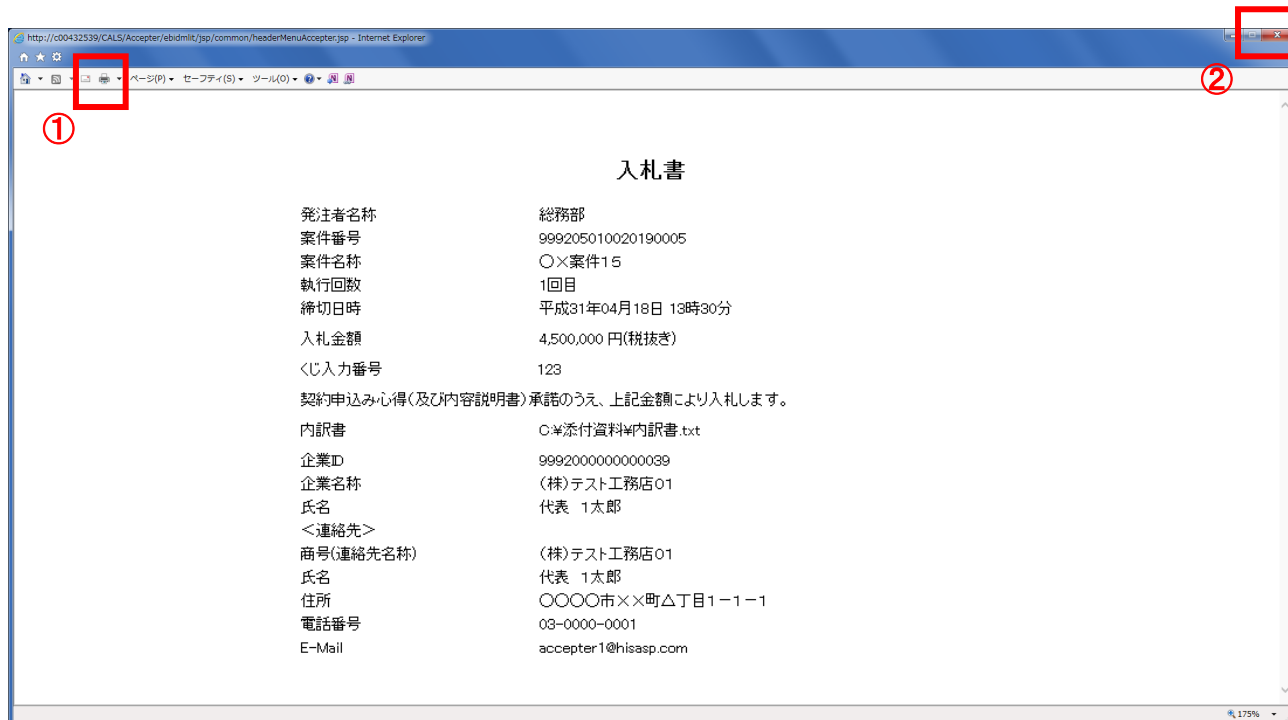 http://c00432539/CALS/Accepter/ebidmlit/jsp/common/headerMenuAccepter.jsp - Internet Explorer
ページ(P) セーフティ(S) ツール(O)
①
②
入札書
発注者名称 総務部
案件番号 999205010020190005
案件名称 〇×案件15
執行回数 1回目
締切日時 平成31年04月18日 13時30分
入札金額 4,500,000 円(税抜き)
くじ入力番号 123
契約申込み心得(及び内容説明書)承諾のうえ、上記金額により入札します。
内訳書 C:¥添付資料¥内訳書.txt
企業ID 9992000000000039
企業名称 (株)テスト工務店01
氏名 代表 1太郎
<連絡先>
商号(連絡先名称) (株)テスト工務店01
氏名 代表 1太郎
住所 〇〇〇〇市××町△丁目1-1-1
電話番号 03-0000-0001
E-Mail accepter1@hisasp.com
175%